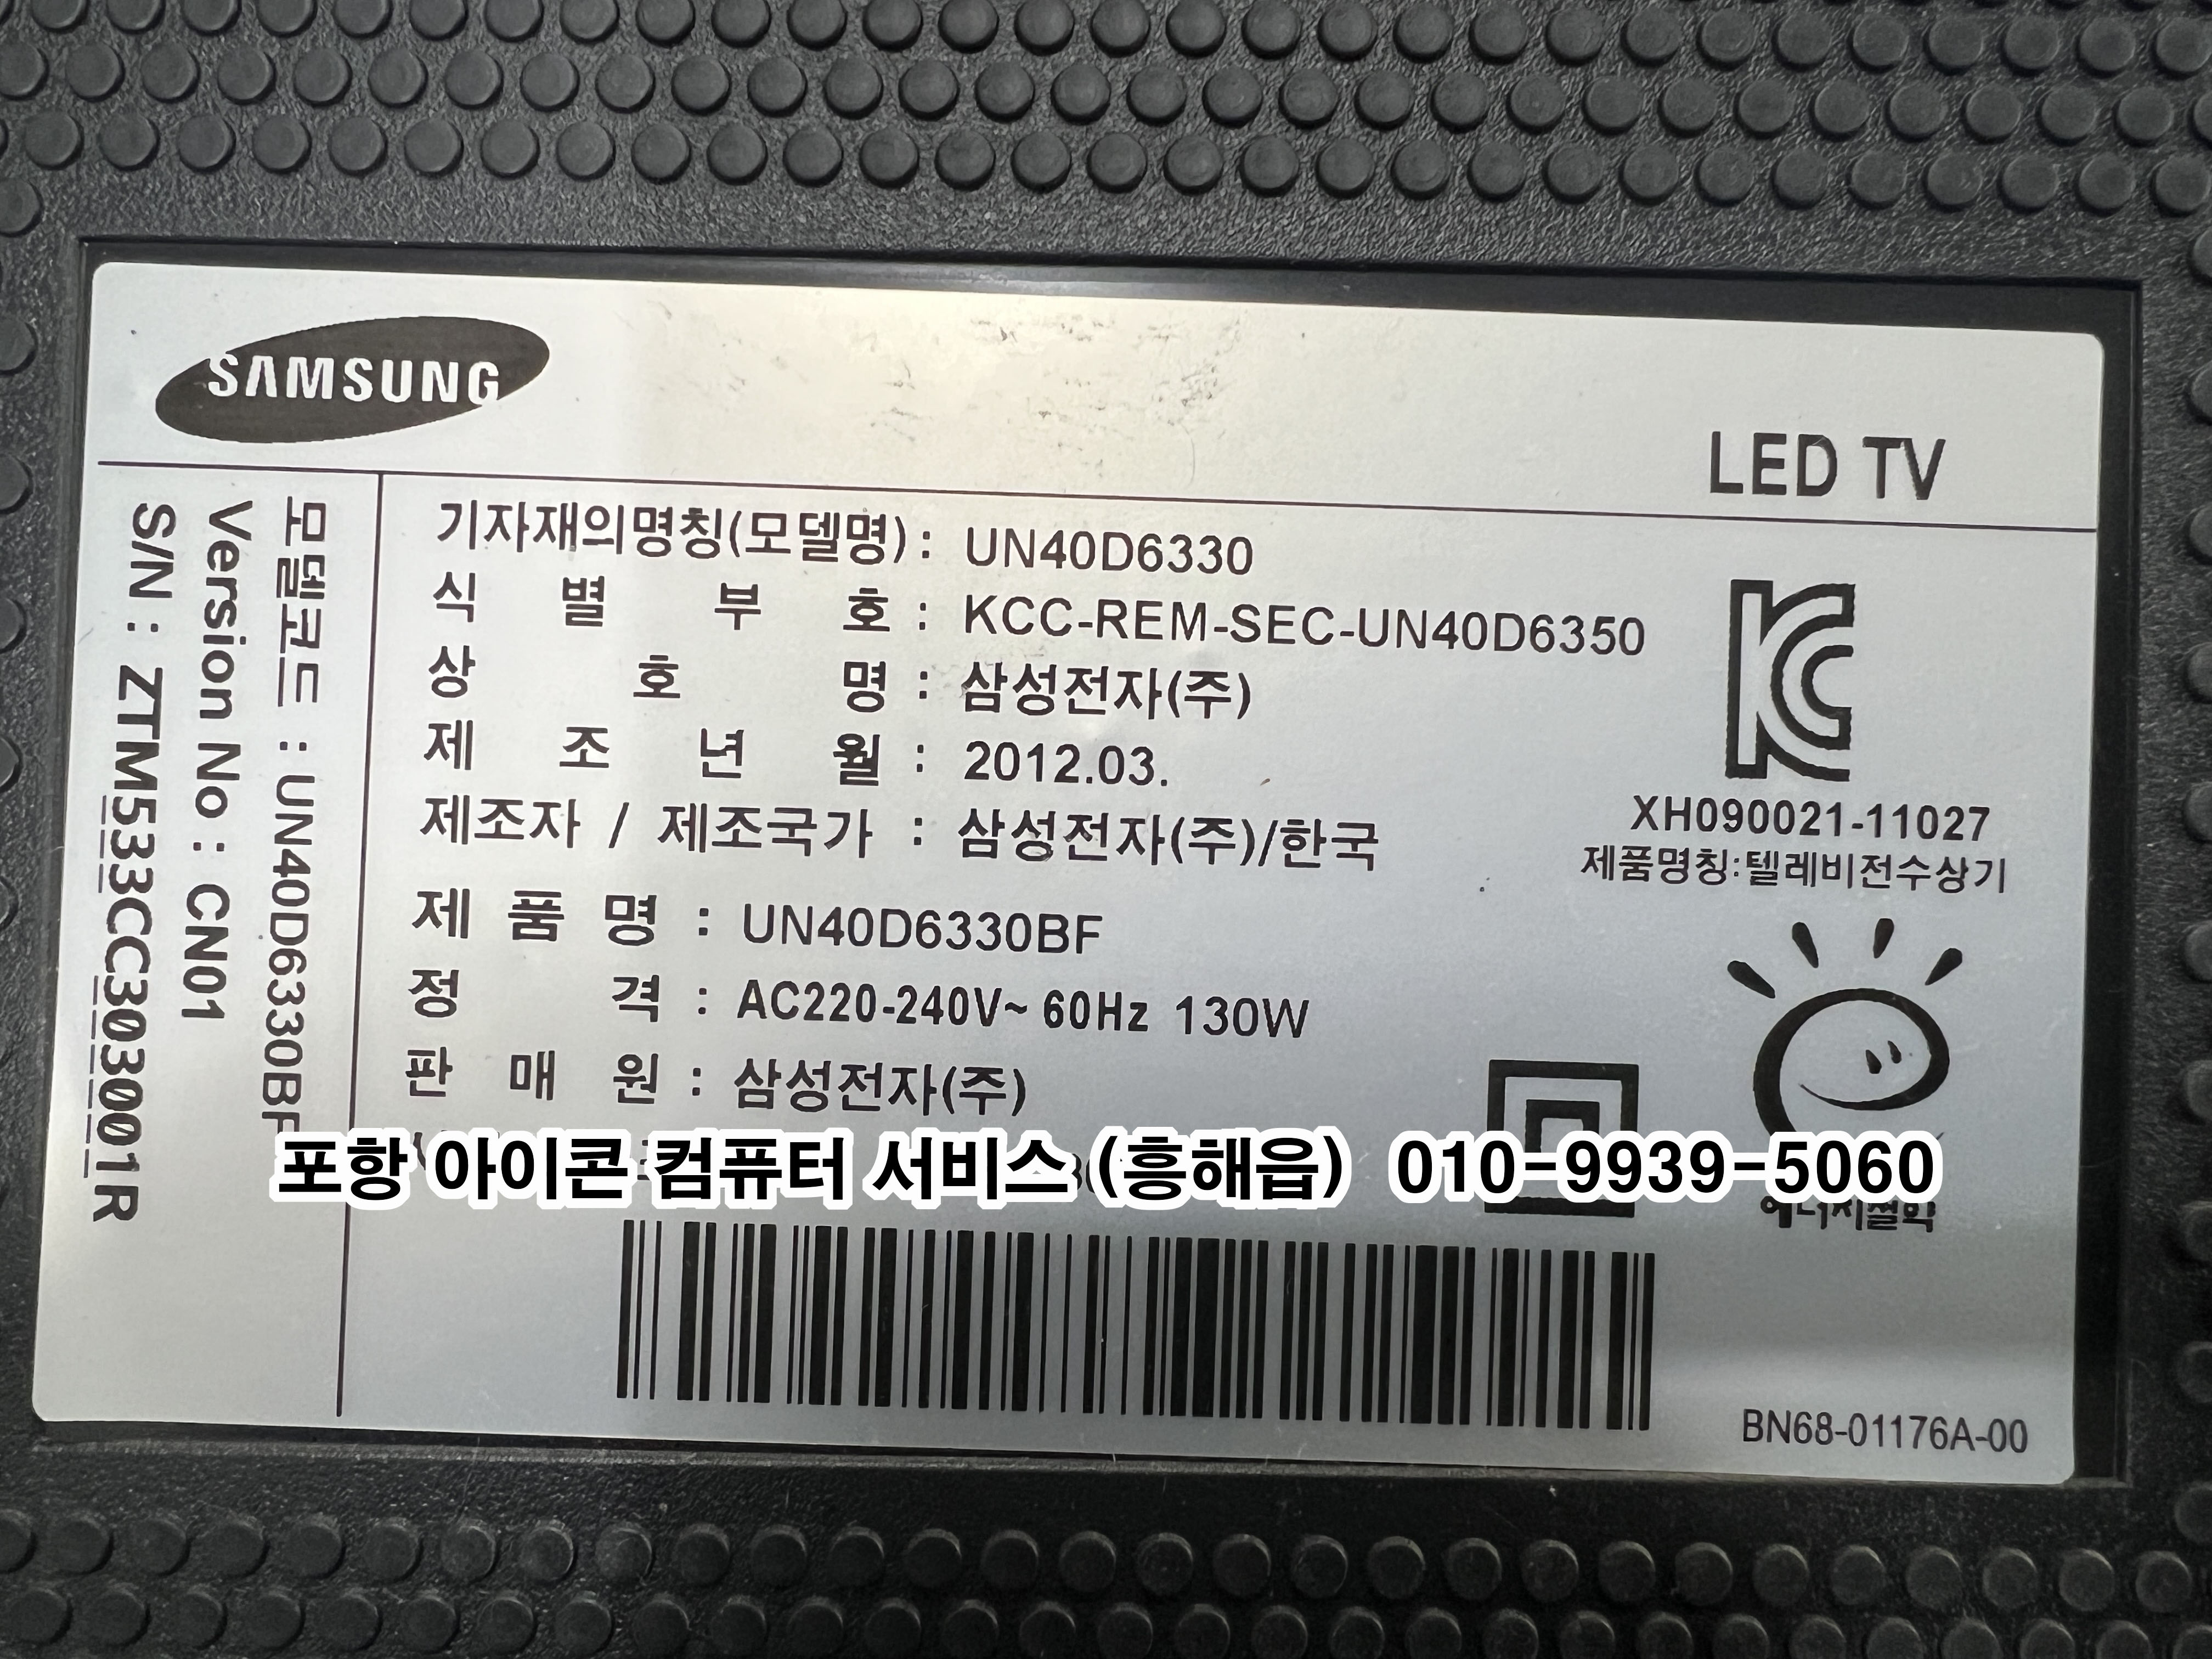 SAMSUNG
LED TV
모델코드 : UN40D6330BF
Version No : CN01
S/N : ZTM533CC303001R
기자재의명칭(모델명) : UN40D6330
식 별 부 호 : KCC-REM-SEC-UN40D6350
상 호 명 : 삼성전자(주)
제 조 년 월 : 2012.03.
제조자 / 제조국가 : 삼성전자(주)/한국
제 품 명 : UN40D6330BF
정 격 : AC220-240V~ 60Hz 130W
판 매 원 : 삼성전자(주)
XH090021-11027
제품명칭:텔레비전수상기
포항 아이콘 컴퓨터 서비스 (흥해읍) 010-9939-5060
에너지절약
BN68-01176A-00